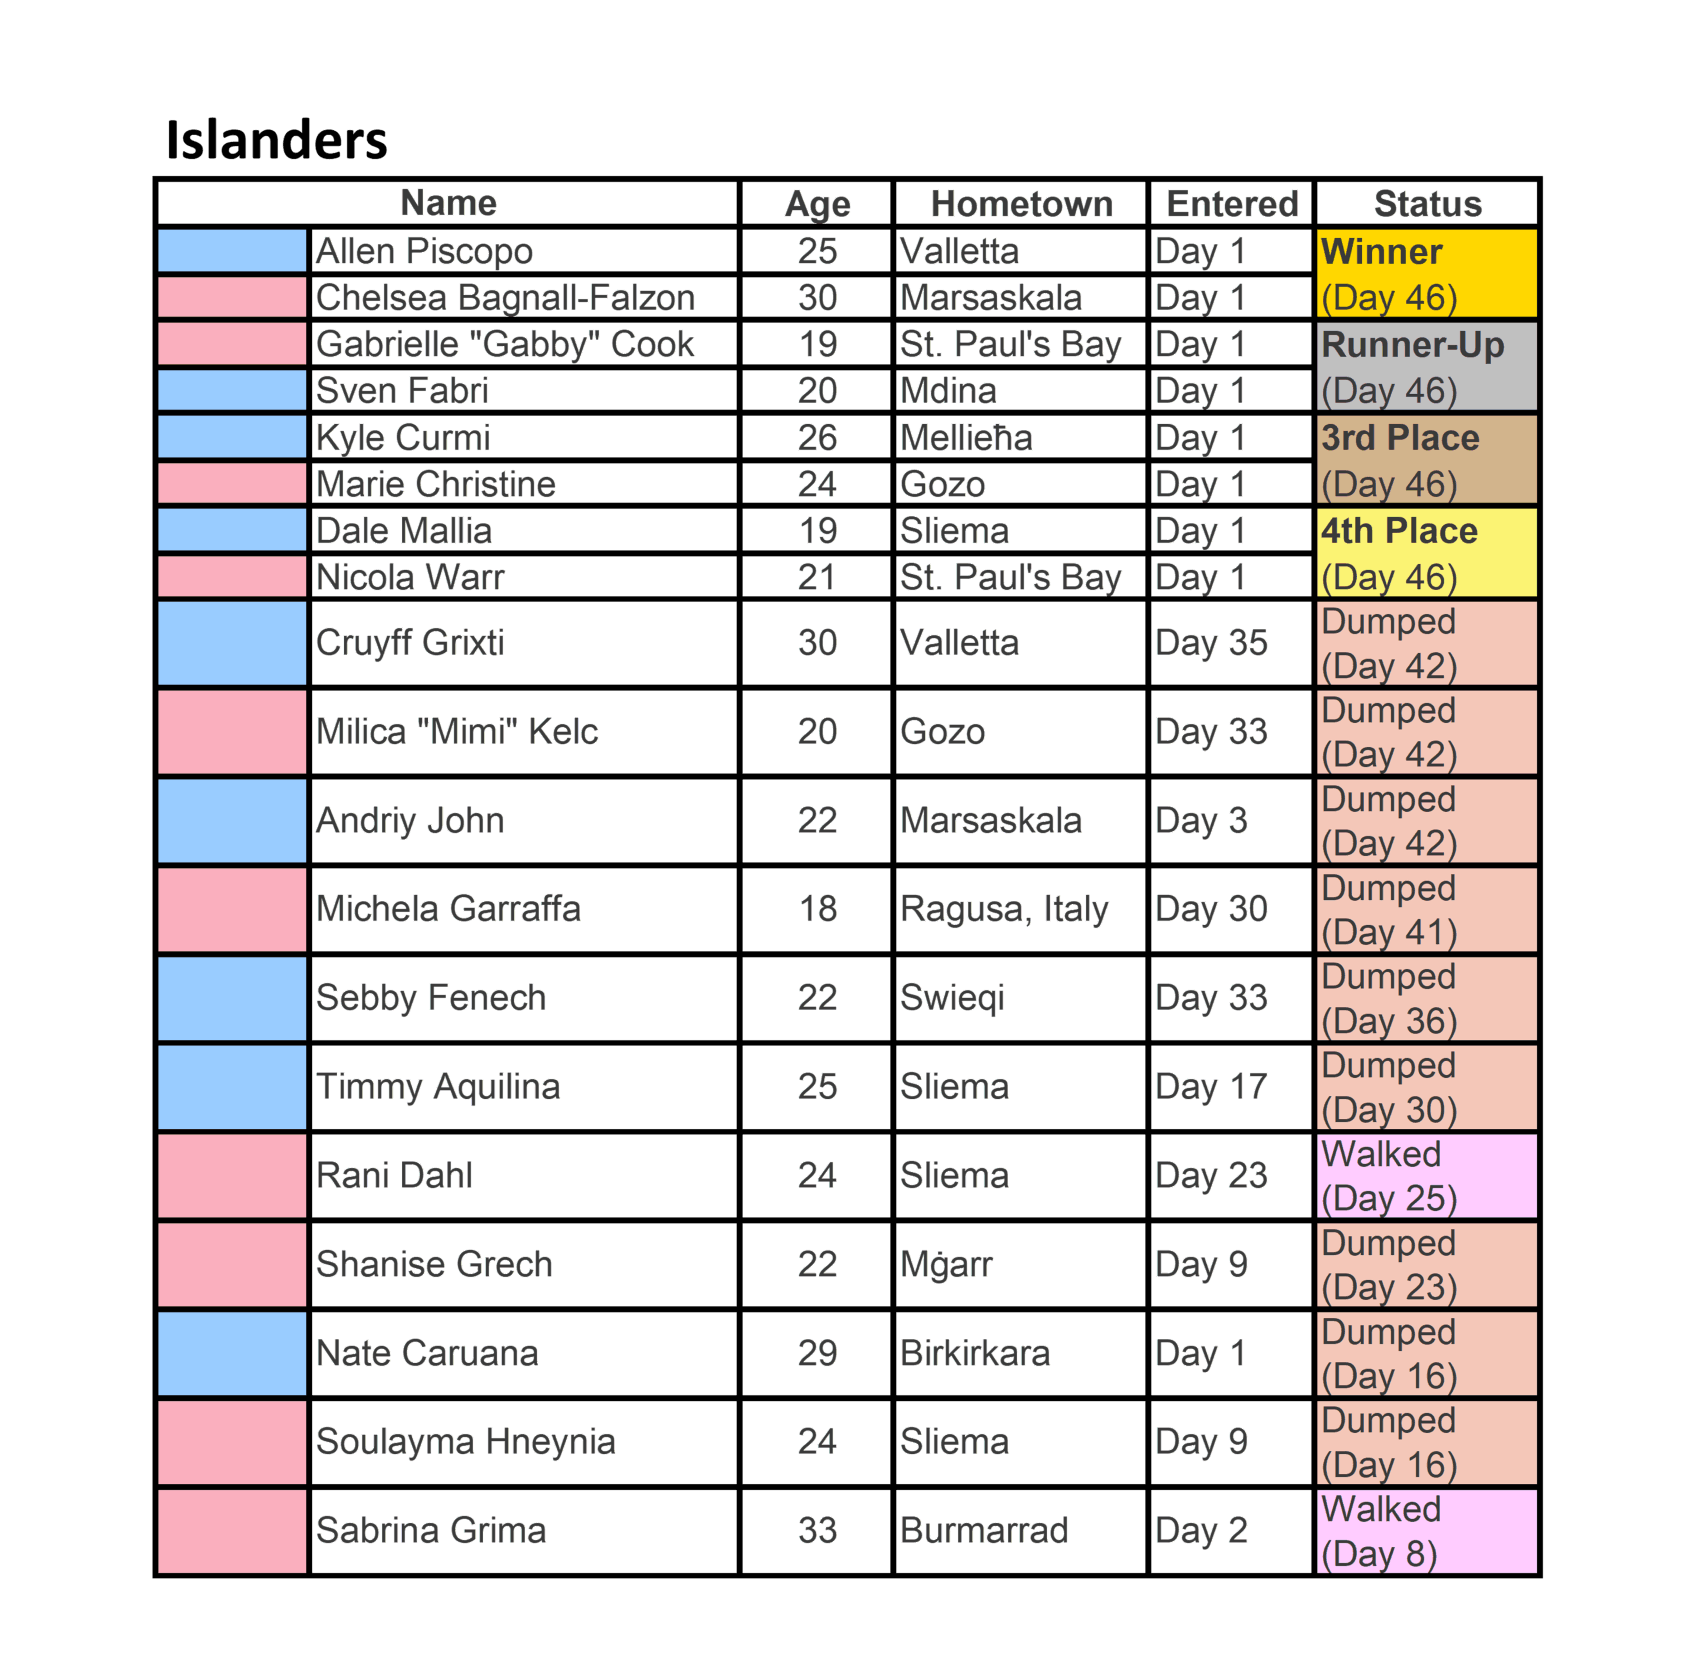 Islanders
Name Age Hometown Entered Status
Allen Piscopo 25 Valletta Day 1 Winner
Chelsea Bagnall-Falzon 30 Marsaskala Day 1 (Day 46)
Gabrielle "Gabby" Cook 19 St. Paul's Bay Day 1 Runner-Up
Sven Fabri 20 Mdina Day 1 (Day 46)
Kyle Curmi 26 Mellieħa Day 1 3rd Place
Marie Christine 24 Gozo Day 1 (Day 46)
Dale Mallia 19 Sliema Day 1 4th Place
Nicola Warr 21 St. Paul's Bay Day 1 (Day 46)
Cruyff Grixti 30 Valletta Day 35 Dumped
(Day 42)
Milica "Mimi" Kelc 20 Gozo Day 33 Dumped
(Day 42)
Andriy John 22 Marsaskala Day 3 Dumped
(Day 42)
Michela Garraffa 18 Ragusa, Italy Day 30 Dumped
(Day 41)
Sebby Fenech 22 Swieqi Day 33 Dumped
(Day 36)
Timmy Aquilina 25 Sliema Day 17 Dumped
(Day 30)
Rani Dahl 24 Sliema Day 23 Walked
(Day 25)
Shanise Grech 22 Mġarr Day 9 Dumped
(Day 23)
Nate Caruana 29 Birkirkara Day 1 Dumped
(Day 16)
Soulayma Hneynia 24 Sliema Day 9 Dumped
(Day 16)
Sabrina Grima 33 Burmarrad Day 2 Walked
(Day 8)